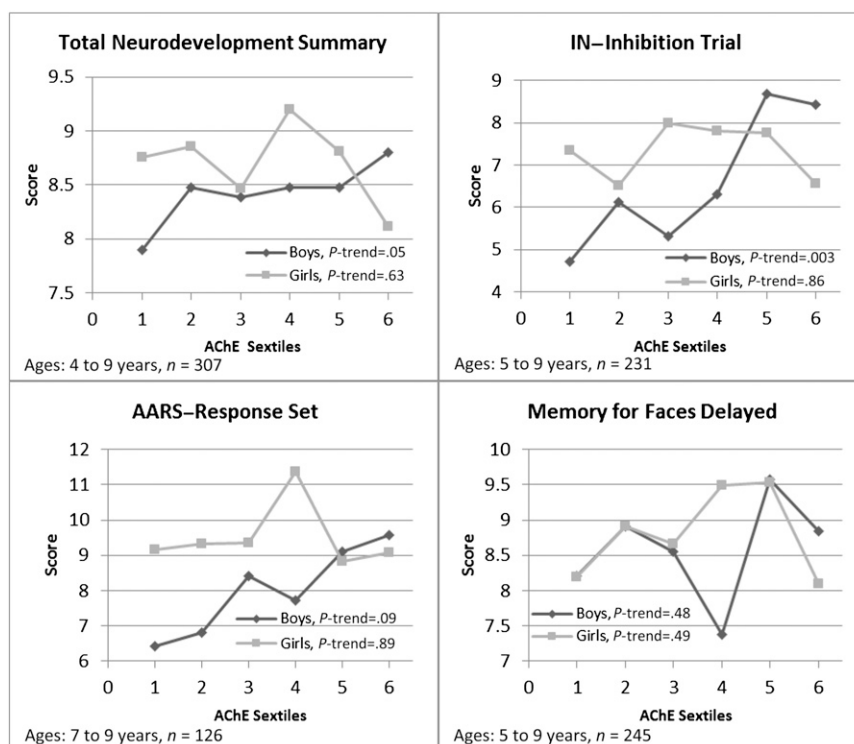 Total Neurodevelopment Summary
9.5
9
8.5
8
7.5
Score
Boys, P-trend=.05
Girls, P-trend=.63
0 1 2 3 4 5 6
AChE Sextiles
Ages: 4 to 9 years, n = 307
IN–Inhibition Trial
9
8
7
6
5
4
Score
Boys, P-trend=.003
Girls, P-trend=.86
0 1 2 3 4 5 6
AChE Sextiles
Ages: 5 to 9 years, n = 231
AARS–Response Set
12
11
10
9
8
7
6
Score
Boys, P-trend=.09
Girls, P-trend=.89
0 1 2 3 4 5 6
AChE Sextiles
Ages: 7 to 9 years, n = 126
Memory for Faces Delayed
10
9.5
9
8.5
8
7.5
7
Score
Boys, P-trend=.48
Girls, P-trend=.49
0 1 2 3 4 5 6
AChE Sextiles
Ages: 5 to 9 years, n = 245